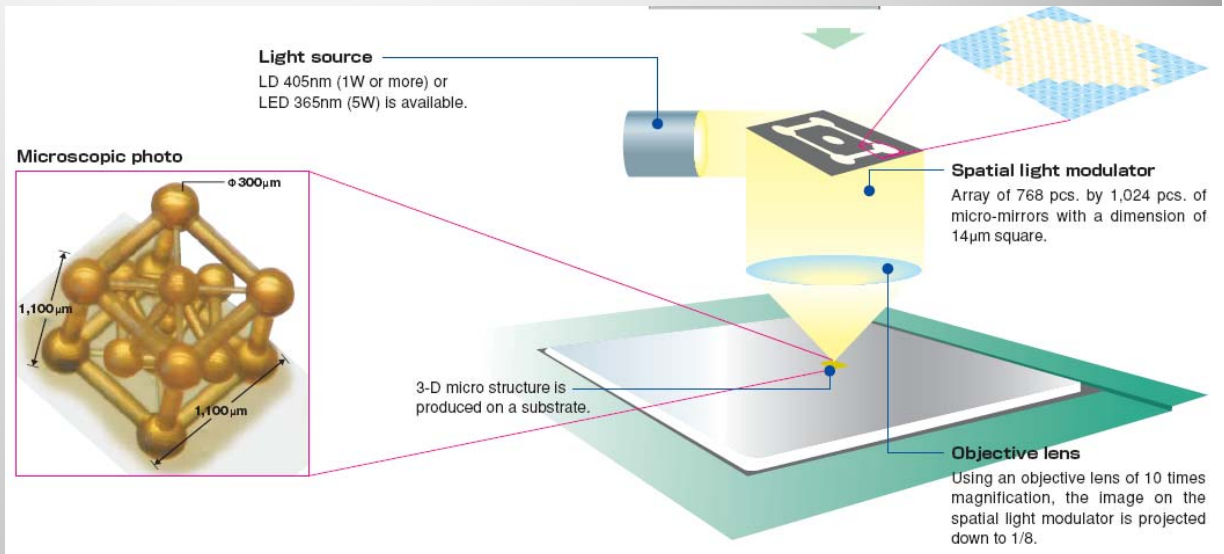 Light source
LD 405nm (1W or more) or
LED 365nm (5W) is available.
Microscopic photo
Φ300μm
1,100μm
1,100μm
Spatial light modulator
Array of 768 pcs. by 1,024 pcs. of
micro-mirrors with a dimension of
14μm square.
3-D micro structure is
produced on a substrate.
Objective lens
Using an objective lens of 10 times
magnification, the image on the
spatial light modulator is projected
down to 1/8.